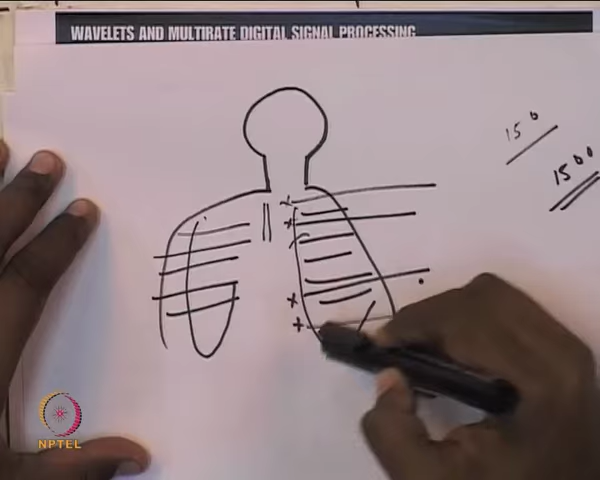 WAVELETS AND MULTIRATE DIGITAL SIGNAL PROCESSING
150
1500
NPTEL